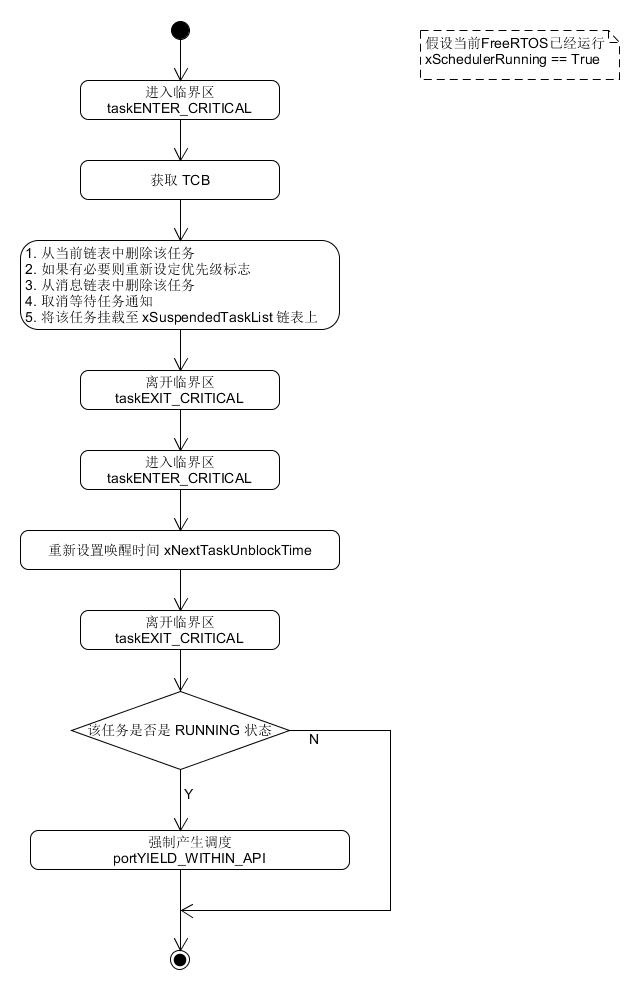 假设当前FreeRTOS已经运行
xSchedulerRunning == True
进入临界区
taskENTER_CRITICAL
获取 TCB
1. 从当前链表中删除该任务
2. 如果有必要则重新设定优先级标志
3. 从消息链表中删除该任务
4. 取消等待任务通知
5. 将该任务挂载至 xSuspendedTaskList 链表上
离开临界区
taskEXIT_CRITICAL
进入临界区
taskENTER_CRITICAL
重新设置唤醒时间 xNextTaskUnblockTime
离开临界区
taskEXIT_CRITICAL
该任务是否是 RUNNING 状态
N
Y
强制产生调度
portYIELD_WITHIN_API